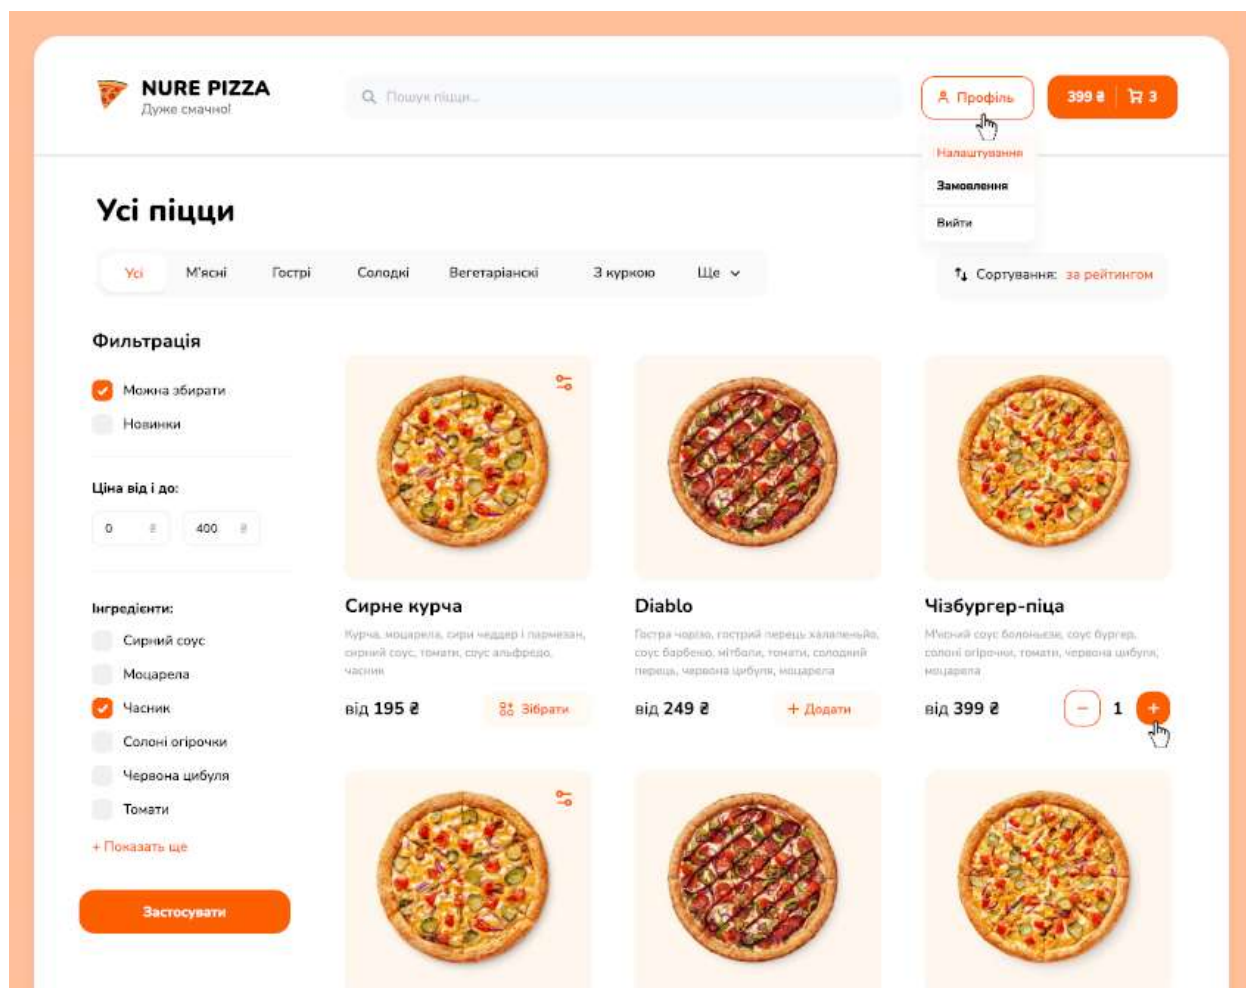 NURE PIZZA
Дуже смачно!
Пошук піцци...
Профіль
399 ₴ 3
Налаштування
Замовлення
Вийти
Усі піцци
Усі М'ясні Гострі Солодкі Вегетаріанскі З куркою Ще
Сортування: за рейтингом
Фильтрація
Можна збирати
Новинки
Ціна від і до:
0 ₴ 400 ₴
Інгредієнти:
Сирний соус
Моцарела
Часник
Солоні огірочки
Червона цибуля
Томати
+ Показать ще
Застосувати
Сирне курча
Курча, моцарела, сири чеддер і пармезан,
сирний соус, томати, соус альфредо,
часник
від 195 ₴ Зібрати
Diablo
Гостра чорізо, гострий перець халапеньйо,
соус барбекю, мітболи, томати, солодкий
перець, червона цибуля, моцарела
від 249 ₴ + Додати
Чізбургер-піца
М'ясний соус болоньєзе, соус бургер,
солоні огірочки, томати, червона цибуля,
моцарела
від 399 ₴ − 1 +